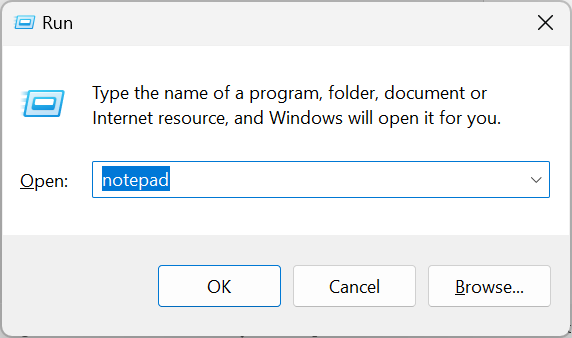 Run
Type the name of a program, folder, document or
Internet resource, and Windows will open it for you.
Open: notepad
OK Cancel Browse...